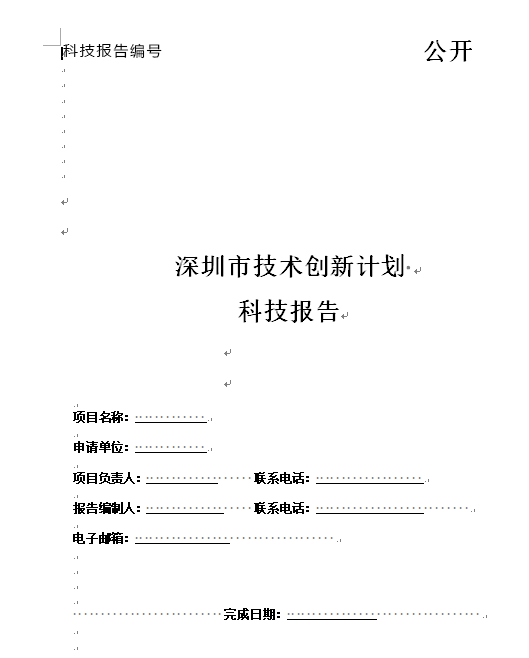 科技报告编号 公开
深圳市技术创新计划
科技报告
项目名称：
申请单位：
项目负责人： 联系电话：
报告编制人： 联系电话：
电子邮箱：
完成日期：